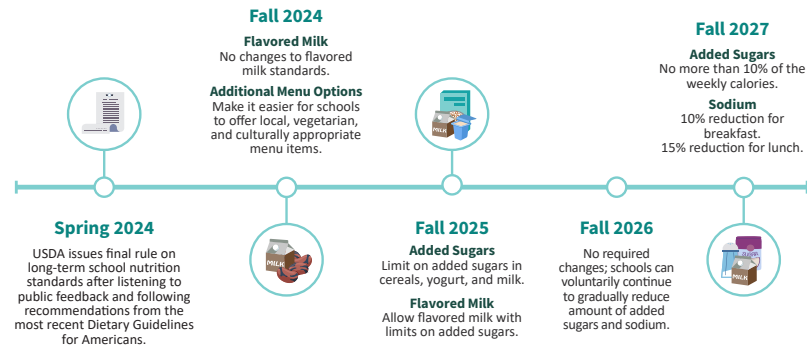 Spring 2024
USDA issues final rule on
long-term school nutrition
standards after listening to
public feedback and following
recommendations from the
most recent Dietary Guidelines
for Americans.
Fall 2024
Flavored Milk
No changes to flavored
milk standards.
Additional Menu Options
Make it easier for schools
to offer local, vegetarian,
and culturally appropriate
menu items.
MILK
Fall 2025
Added Sugars
Limit on added sugars in
cereals, yogurt, and milk.
Flavored Milk
Allow flavored milk with
limits on added sugars.
MILK
Fall 2026
No required
changes; schools can
voluntarily continue
to gradually reduce
amount of added
sugars and sodium.
Fall 2027
Added Sugars
No more than 10% of the
weekly calories.
Sodium
10% reduction for
breakfast.
15% reduction for lunch.
MILK